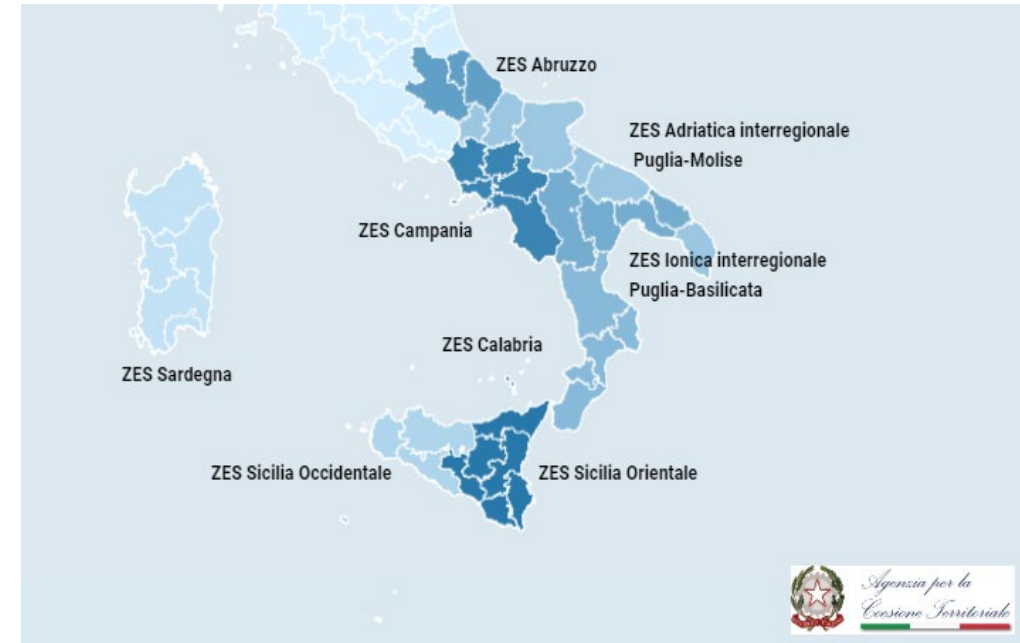 ZES Abruzzo
ZES Adriatica interregionale
Puglia-Molise
ZES Campania
ZES Ionica interregionale
Puglia-Basilicata
ZES Calabria
ZES Sardegna
ZES Sicilia Occidentale
ZES Sicilia Orientale
Agenzia per la
Coesione Territoriale